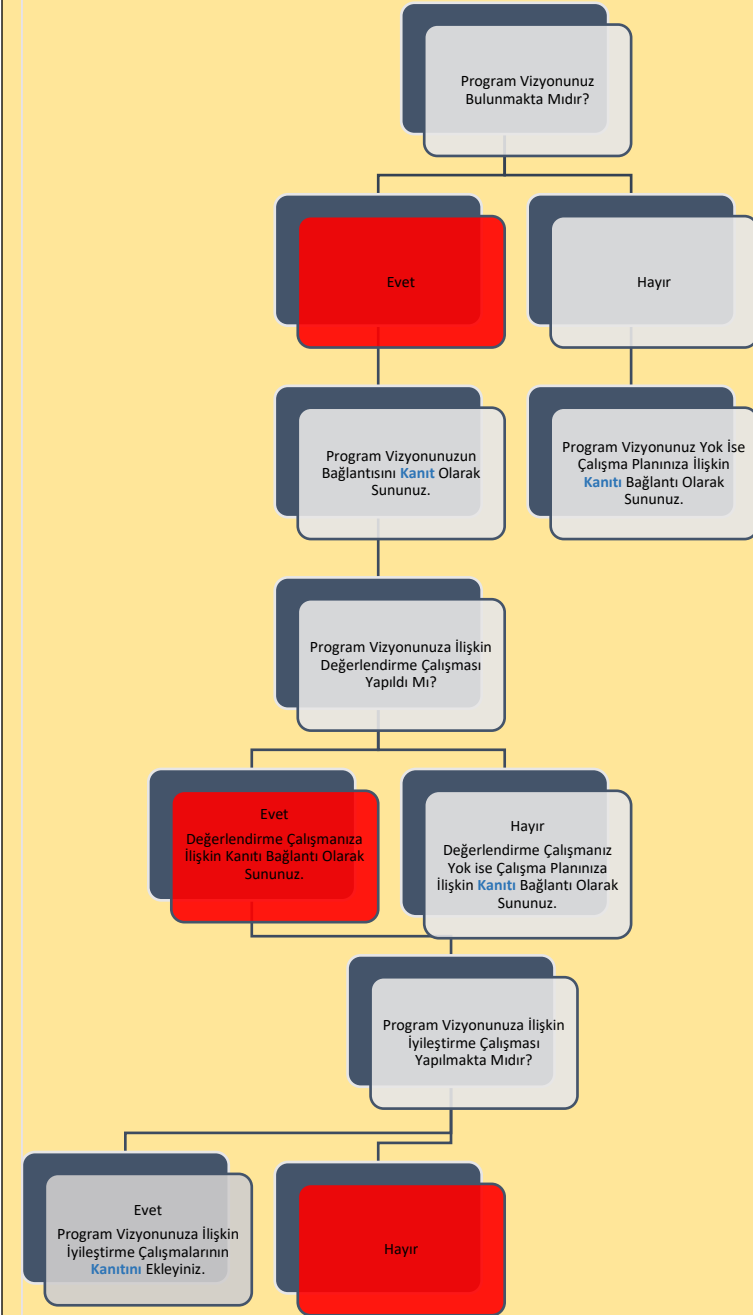 Program Vizyonunuz
Bulunmakta Mıdır?
Evet
Hayır
Program Vizyonunuzun
Bağlantısını Kanıt Olarak
Sununuz.
Program Vizyonunuz Yok İse
Çalışma Planınıza İlişkin
Kanıtı Bağlantı Olarak
Sununuz.
Program Vizyonunuza İlişkin
Değerlendirme Çalışması
Yapıldı Mı?
Evet
Değerlendirme Çalışmanıza
İlişkin Kanıtı Bağlantı Olarak
Sununuz.
Hayır
Değerlendirme Çalışmanız
Yok ise Çalışma Planınıza
İlişkin Kanıtı Bağlantı Olarak
Sununuz.
Program Vizyonunuza İlişkin
İyileştirme Çalışması
Yapılmakta Mıdır?
Evet
Program Vizyonunuza İlişkin
İyileştirme Çalışmalarının
Kanıtını Ekleyiniz.
Hayır